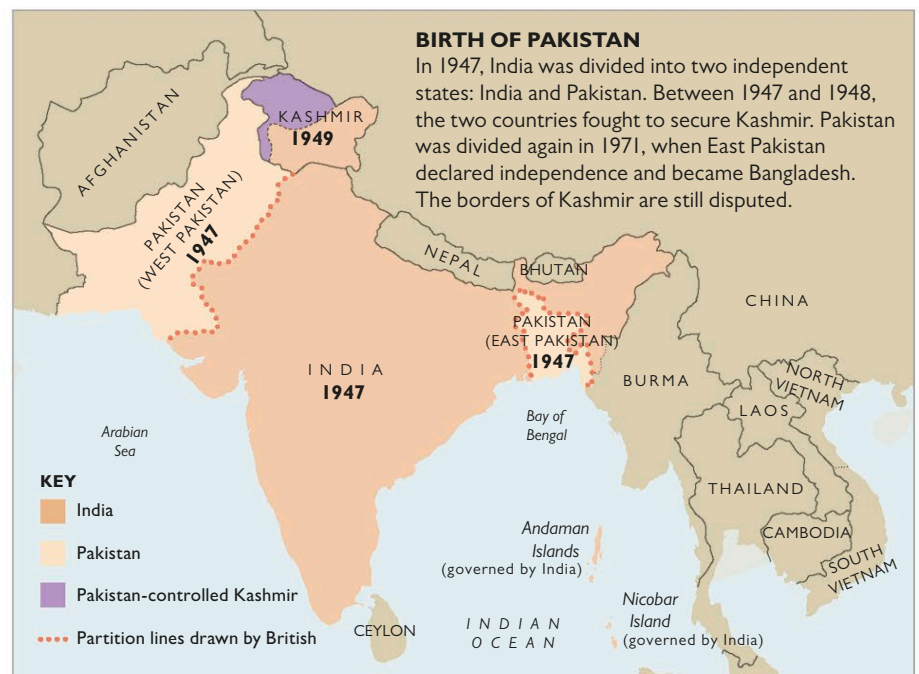 BIRTH OF PAKISTAN
In 1947, India was divided into two independent
states: India and Pakistan. Between 1947 and 1948,
the two countries fought to secure Kashmir. Pakistan
was divided again in 1971, when East Pakistan
declared independence and became Bangladesh.
The borders of Kashmir are still disputed.
AFGHANISTAN
KASHMIR
1949
PAKISTAN
(WEST PAKISTAN)
1947
NEPAL
BHUTAN
CHINA
PAKISTAN
(EAST PAKISTAN)
1947
INDIA
1947
BURMA
NORTH
VIETNAM
LAOS
Arabian
Sea
Bay of
Bengal
THAILAND
CAMBODIA
SOUTH
VIETNAM
Andaman
Islands
(governed by India)
Nicobar
Island
(governed by India)
CEYLON
INDIAN
OCEAN
KEY
India
Pakistan
Pakistan-controlled Kashmir
Partition lines drawn by British